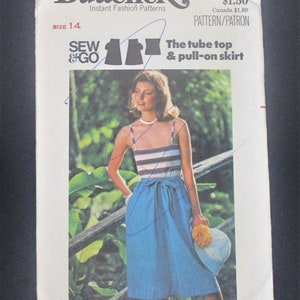 Butterick
Instant Fashion Patterns
$1.50
Canada $1.60
PATTERN/PATRON
SIZE 14
SEW & GO
The tube top
& pull-on skirt